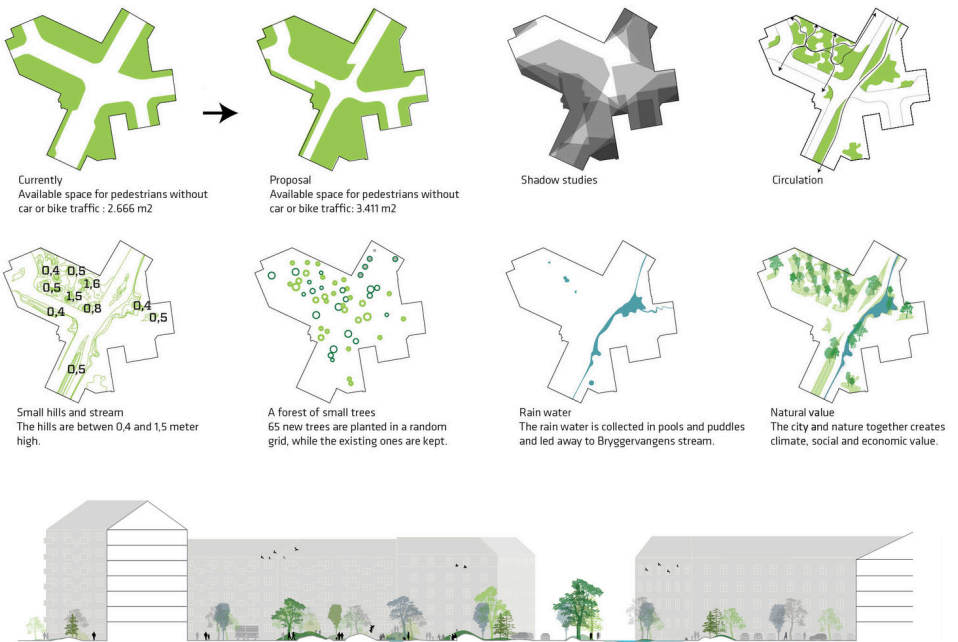 Currently
Available space for pedestrians without
car or bike traffic : 2.666 m2
Proposal
Available space for pedestrians without
car or bike traffic: 3.411 m2
Shadow studies
Circulation
0,4
0,5
0,5
1,6
1,5
0,4
0,8
0,4
0,5
0,5
Small hills and stream
The hills are betwen 0,4 and 1,5 meter
high.
A forest of small trees
65 new trees are planted in a random
grid, while the existing ones are kept.
Rain water
The rain water is collected in pools and puddles
and led away to Bryggervangens stream.
Natural value
The city and nature together creates
climate, social and economic value.